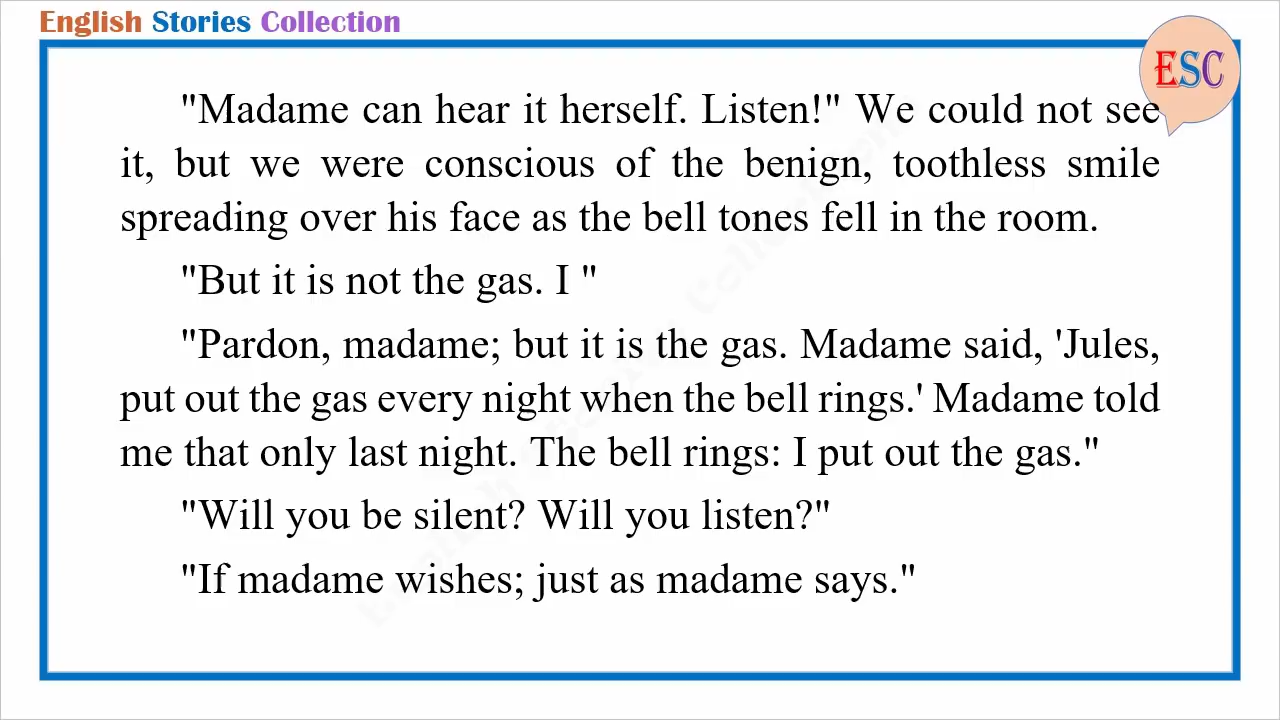 English Stories Collection
ESC
"Madame can hear it herself. Listen!" We could not see
it, but we were conscious of the benign, toothless smile
spreading over his face as the bell tones fell in the room.
"But it is not the gas. I "
"Pardon, madame; but it is the gas. Madame said, 'Jules,
put out the gas every night when the bell rings.' Madame told
me that only last night. The bell rings: I put out the gas."
"Will you be silent? Will you listen?"
"If madame wishes; just as madame says."